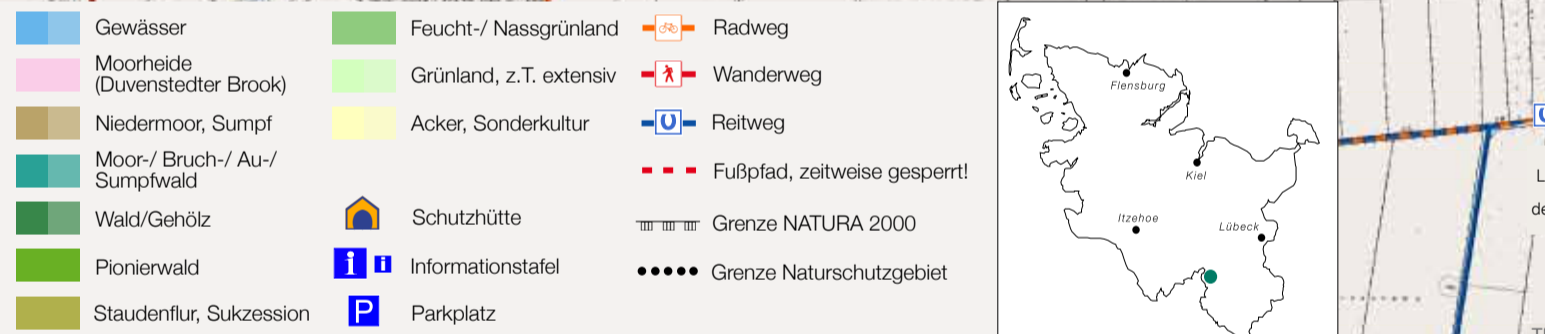 Gewässer
Moorheide
(Duvenstedter Brook)
Niedermoor, Sumpf
Moor-/ Bruch-/ Au-/
Sumpfwald
Wald/Gehölz
Pionierwald
Staudenflur, Sukzession
Feucht-/ Nassgrünland
Grünland, z.T. extensiv
Acker, Sonderkultur
Schutzhütte
i i Informationstafel
P Parkplatz
Radweg
Wanderweg
Reitweg
Fußpfad, zeitweise gesperrt!
Grenze NATURA 2000
Grenze Naturschutzgebiet
Flensburg
Kiel
Itzehoe
Lübeck